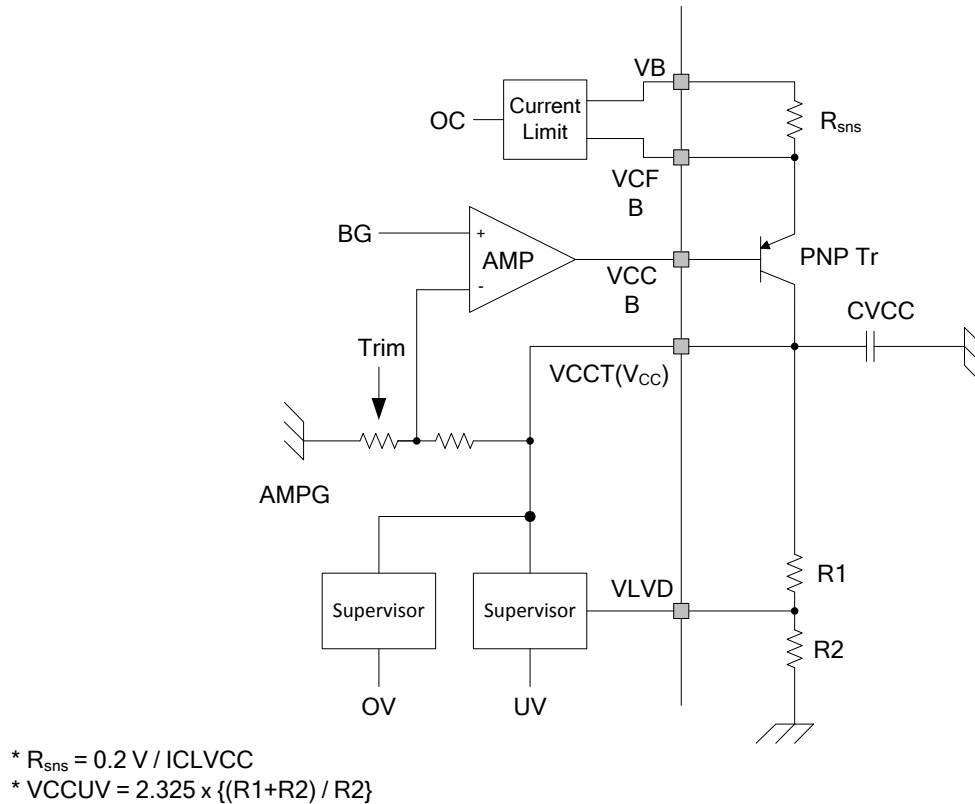 VB
OC
Current
Limit
Rsns
VCF
B
BG
+
AMP
-
VCC
B
PNP Tr
CVCC
Trim
VCCT(VCC)
AMPG
Supervisor
Supervisor
VLVD
R1
R2
OV
UV
* Rsns = 0.2 V / ICLVCC
* VCCUV = 2.325 x {(R1+R2) / R2}